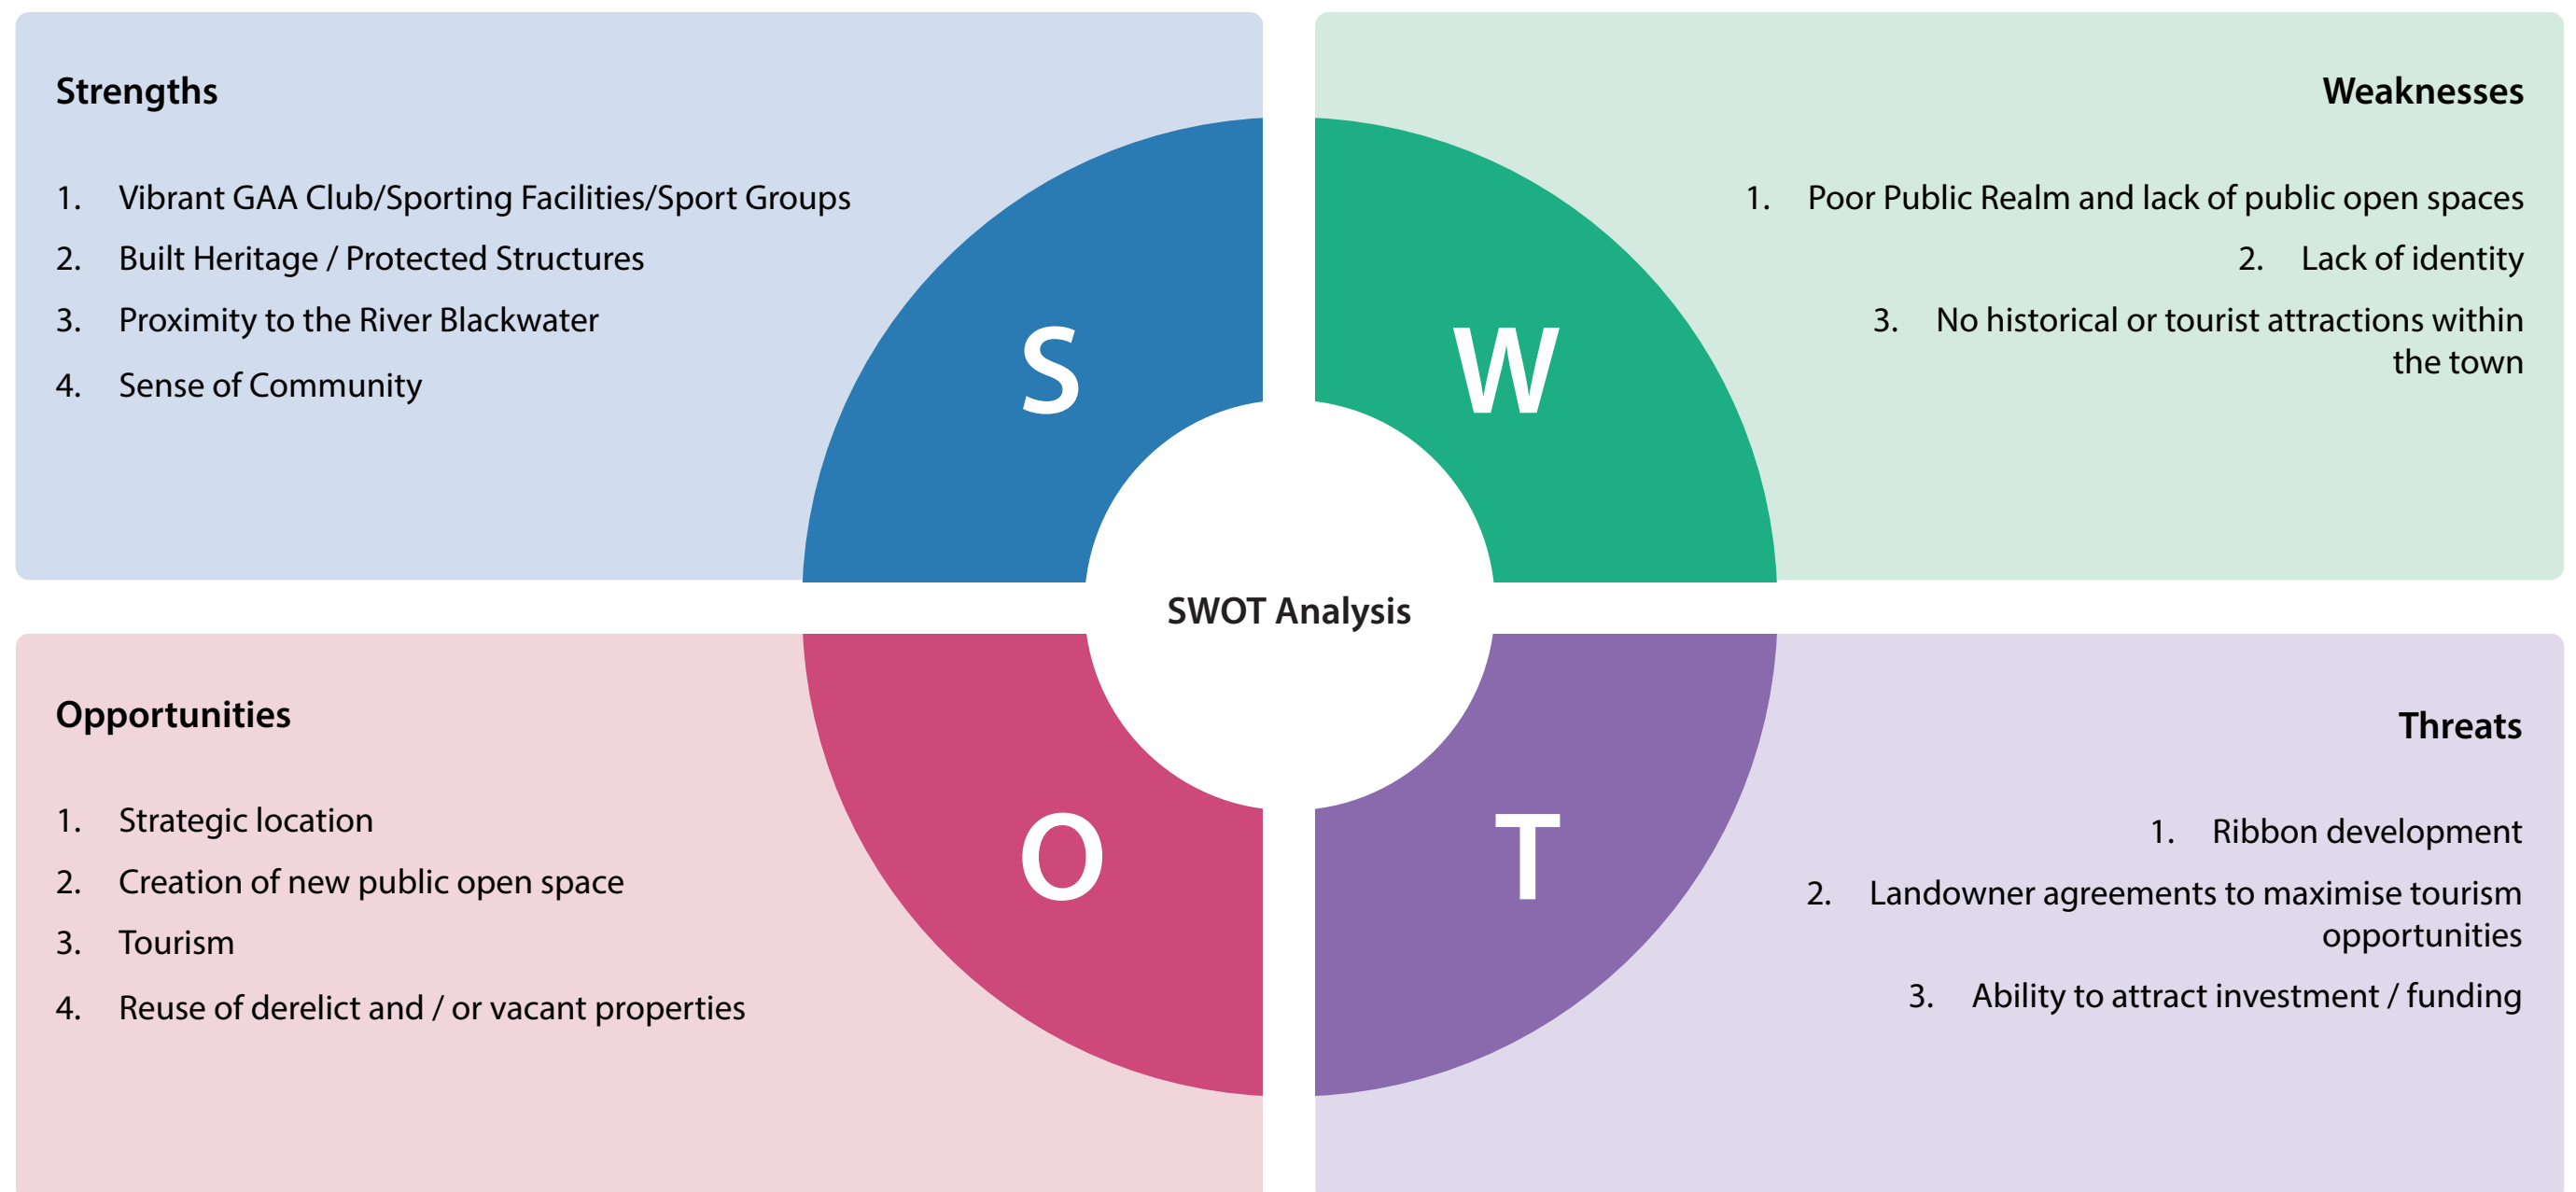 Strengths
1. Vibrant GAA Club/Sporting Facilities/Sport Groups
2. Built Heritage / Protected Structures
3. Proximity to the River Blackwater
4. Sense of Community
S
Weaknesses
1. Poor Public Realm and lack of public open spaces
2. Lack of identity
3. No historical or tourist attractions within
the town
W
SWOT Analysis
Opportunities
1. Strategic location
2. Creation of new public open space
3. Tourism
4. Reuse of derelict and / or vacant properties
O
Threats
1. Ribbon development
2. Landowner agreements to maximise tourism
opportunities
3. Ability to attract investment / funding
T